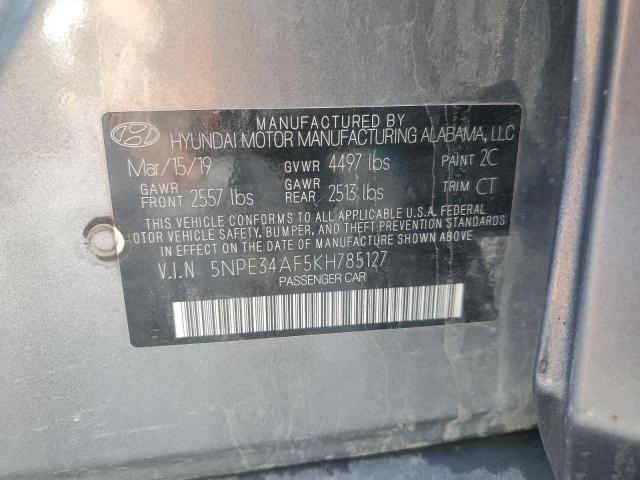 MANUFACTURED BY
HYUNDAI MOTOR MANUFACTURING ALABAMA, LLC
Mar/15/19 GVWR 4497 lbs PAINT 2C
GAWR FRONT 2557 lbs GAWR REAR 2513 lbs TRIM CT
THIS VEHICLE CONFORMS TO ALL APPLICABLE U.S.A. FEDERAL
MOTOR VEHICLE SAFETY, BUMPER, AND THEFT PREVENTION STANDARDS
IN EFFECT ON THE DATE OF MANUFACTURE SHOWN ABOVE.
V.I.N 5NPE34AF5KH785127
PASSENGER CAR